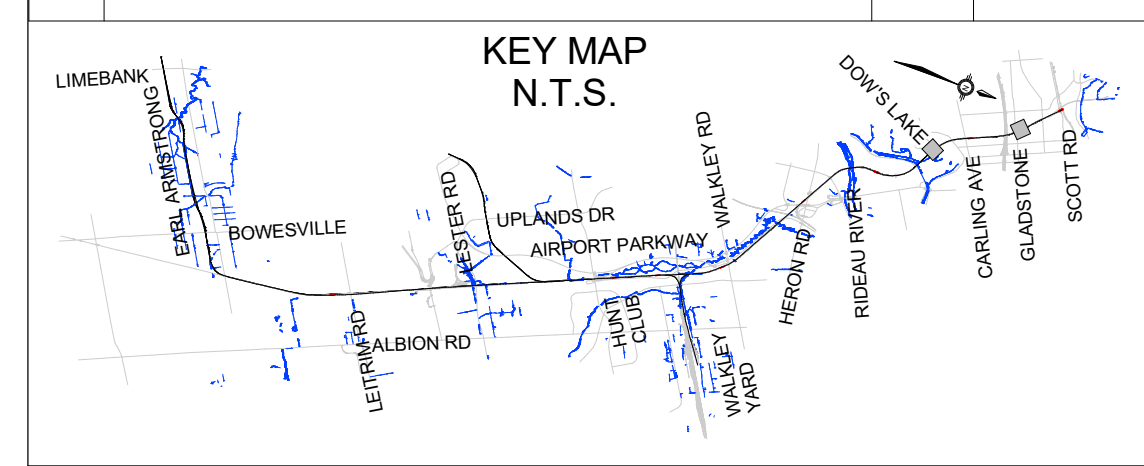 KEY MAP
N.T.S.
LIMEBANK
EARL ARMSTRONG
BOWESVILLE
LEITRIM RD
ALBION RD
LESTER RD
UPLANDS DR
AIRPORT PARKWAY
HUNT
CLUB
WALKLEY RD
WALKLEY
YARD
HERON RD
RIDEAU RIVER
DOW'S LAKE
N
CARLING AVE
GLADSTONE
SCOTT RD